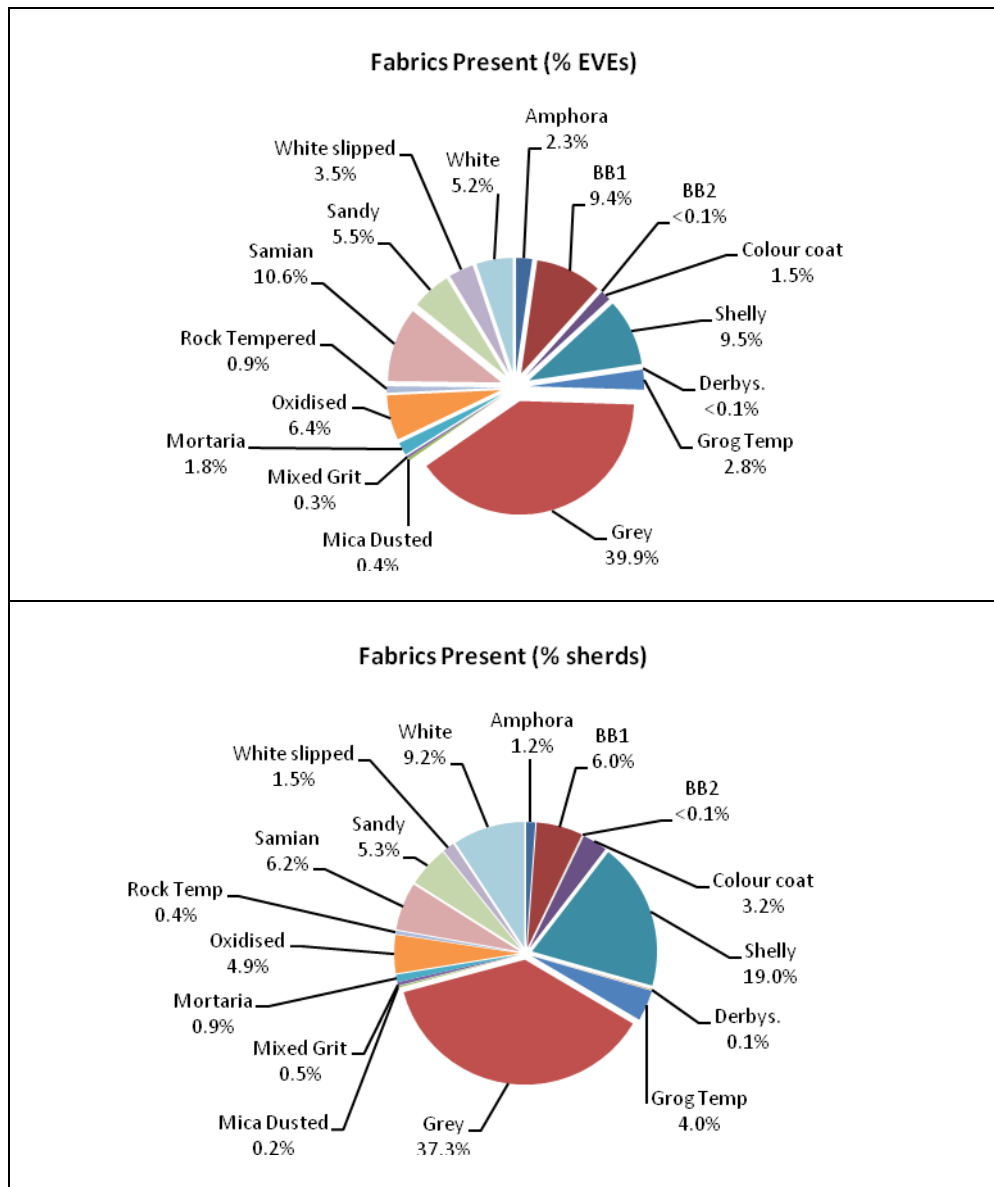 Fabrics Present (% EVEs)
Amphora
2.3%
BB1
9.4%
BB2
<0.1%
Colour coat
1.5%
Shelly
9.5%
Derbys.
<0.1%
Grog Temp
2.8%
Grey
39.9%
Mica Dusted
0.4%
Mixed Grit
0.3%
Mortaria
1.8%
Oxidised
6.4%
Rock Tempered
0.9%
Samian
10.6%
Sandy
5.5%
White slipped
3.5%
White
5.2%
Fabrics Present (% sherds)
Amphora
1.2%
BB1
6.0%
BB2
<0.1%
Colour coat
3.2%
Shelly
19.0%
Derbys.
0.1%
Grog Temp
4.0%
Grey
37.3%
Mica Dusted
0.2%
Mixed Grit
0.5%
Mortaria
0.9%
Oxidised
4.9%
Rock Temp
0.4%
Samian
6.2%
Sandy
5.3%
White slipped
1.5%
White
9.2%